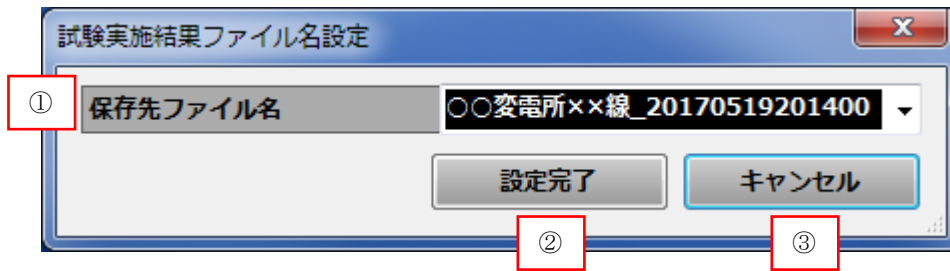 試験実施結果ファイル名設定
① 保存先ファイル名 ○○変電所××線_20170519201400
設定完了 キャンセル
② ③